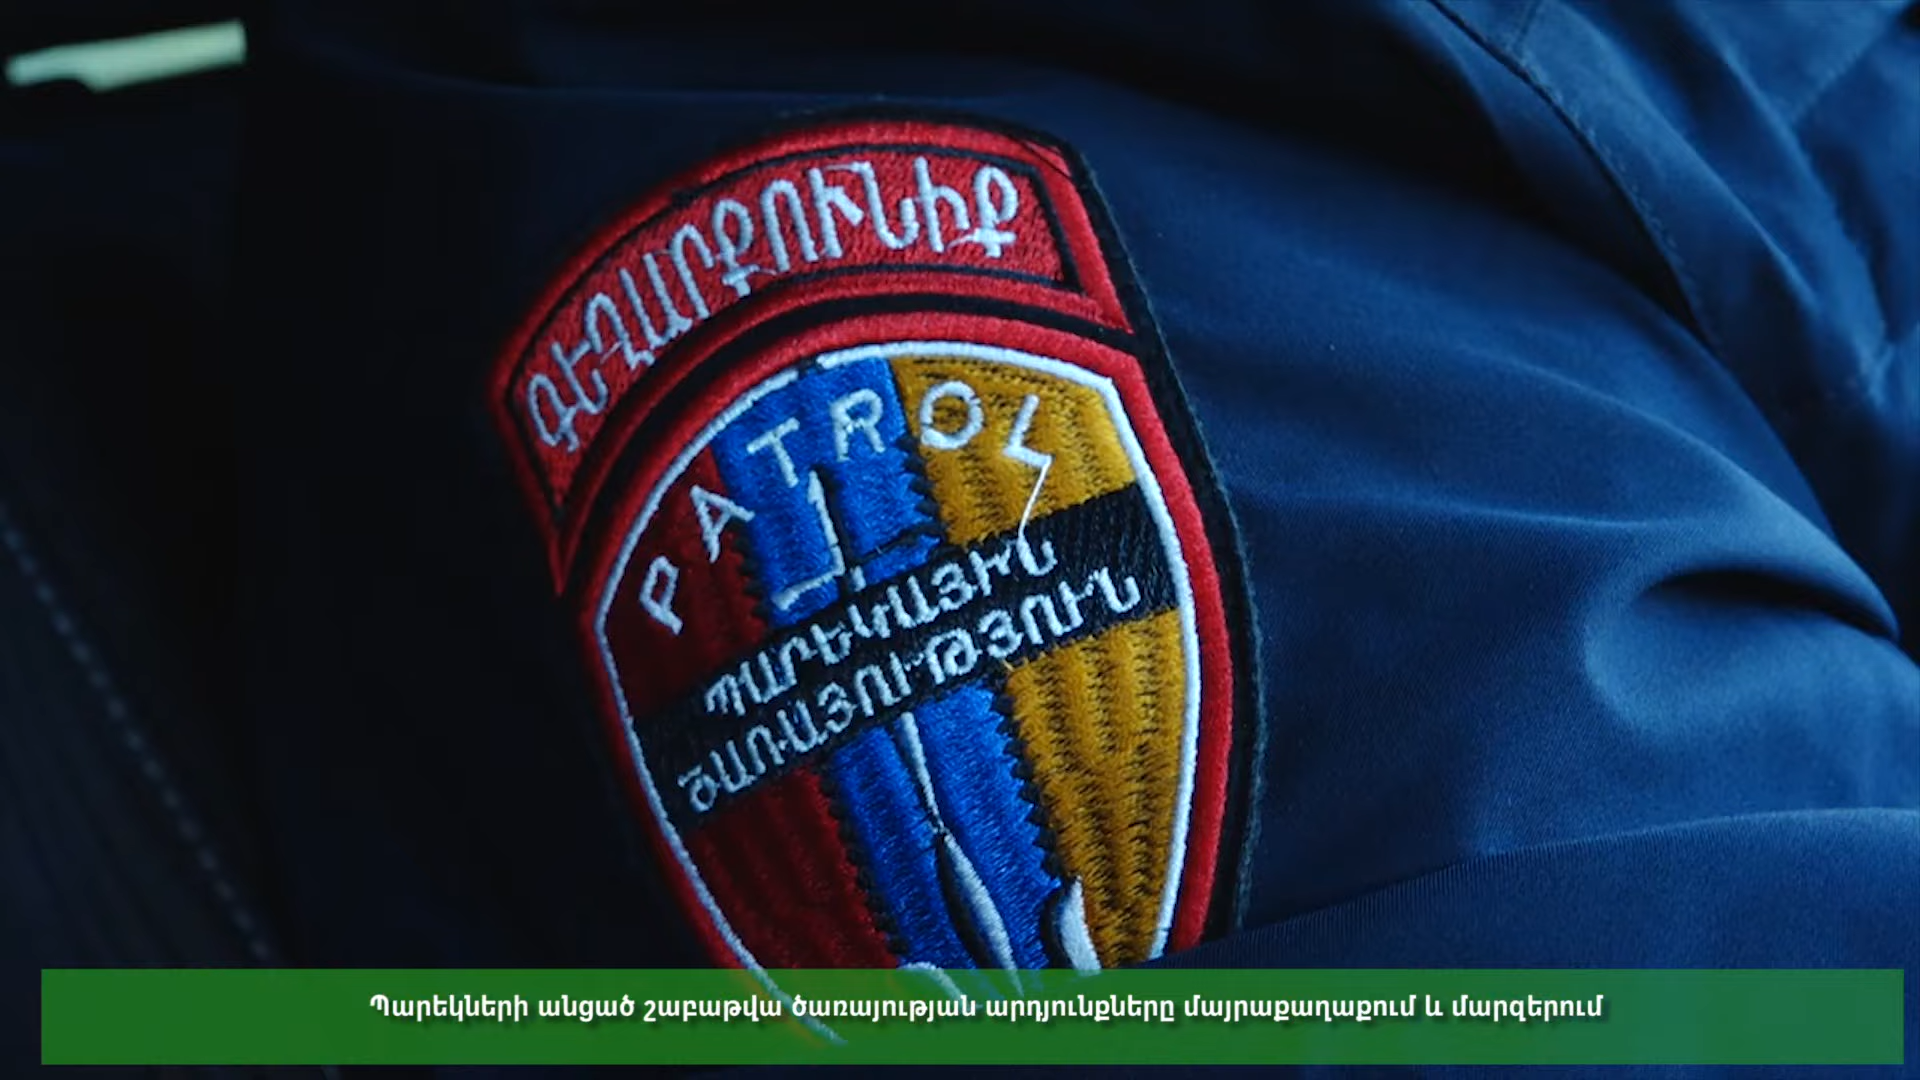 ԳԵՂԱՐՔՈՒՆԻՔ
PATROL
ՊԱՐԵԿԱՅԻՆ
ԾԱՌԱՅՈՒԹՅՈՒՆ
Պարեկների անցած շաբաթվա ծառայության արդյունքները մայրաքաղաքում և մարզերում